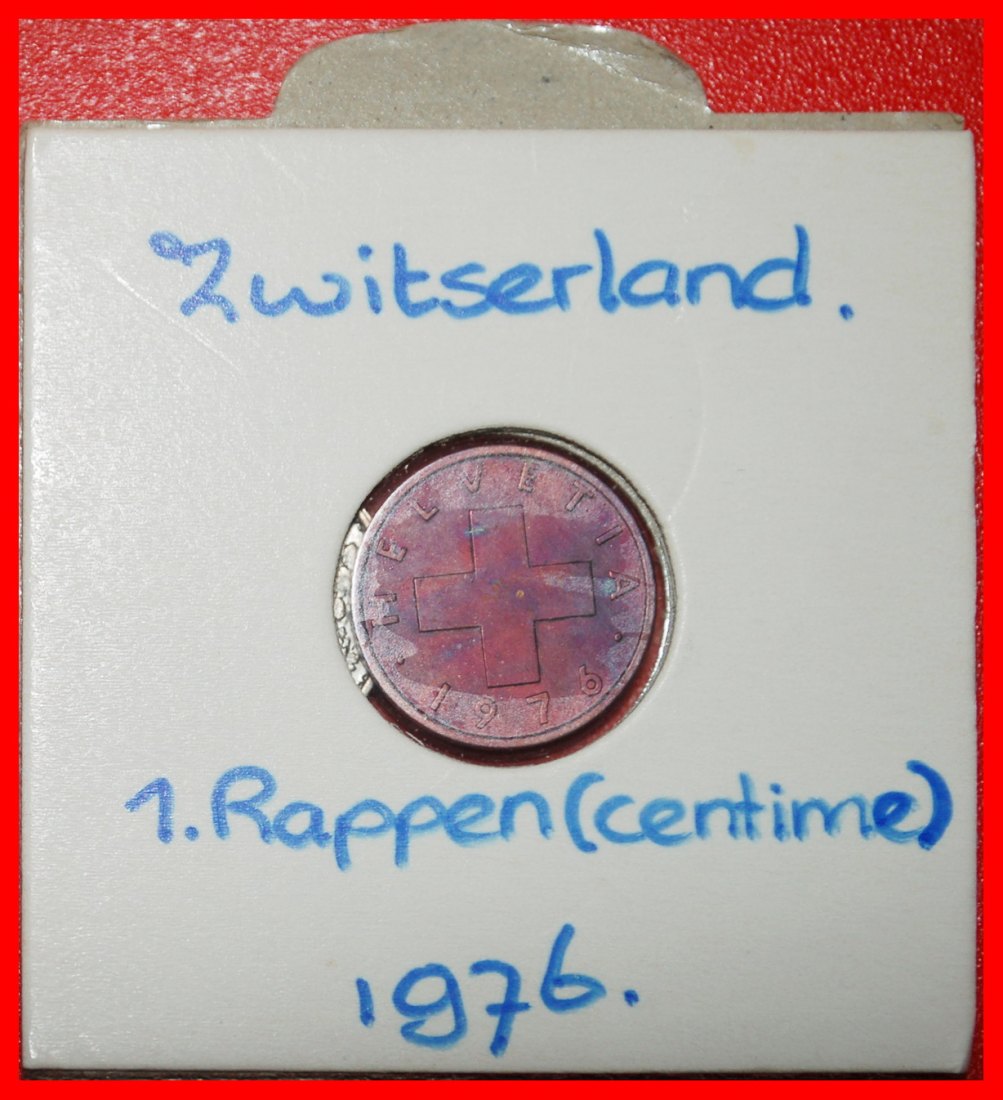 Zwitserland.
HELVETIA
1976
1. Rappen (centime)
1976.